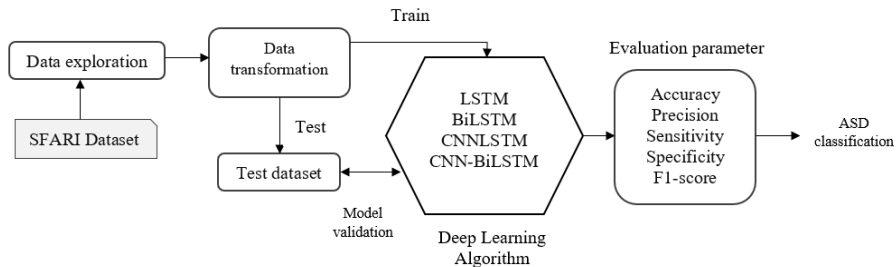 Train
Data exploration
Data
transformation
Evaluation parameter
SFARI Dataset
Test
Test dataset
LSTM
BiLSTM
CNNLSTM
CNN-BiLSTM
Accuracy
Precision
Sensitivity
Specificity
F1-score
ASD
classification
Model
validation
Deep Learning
Algorithm